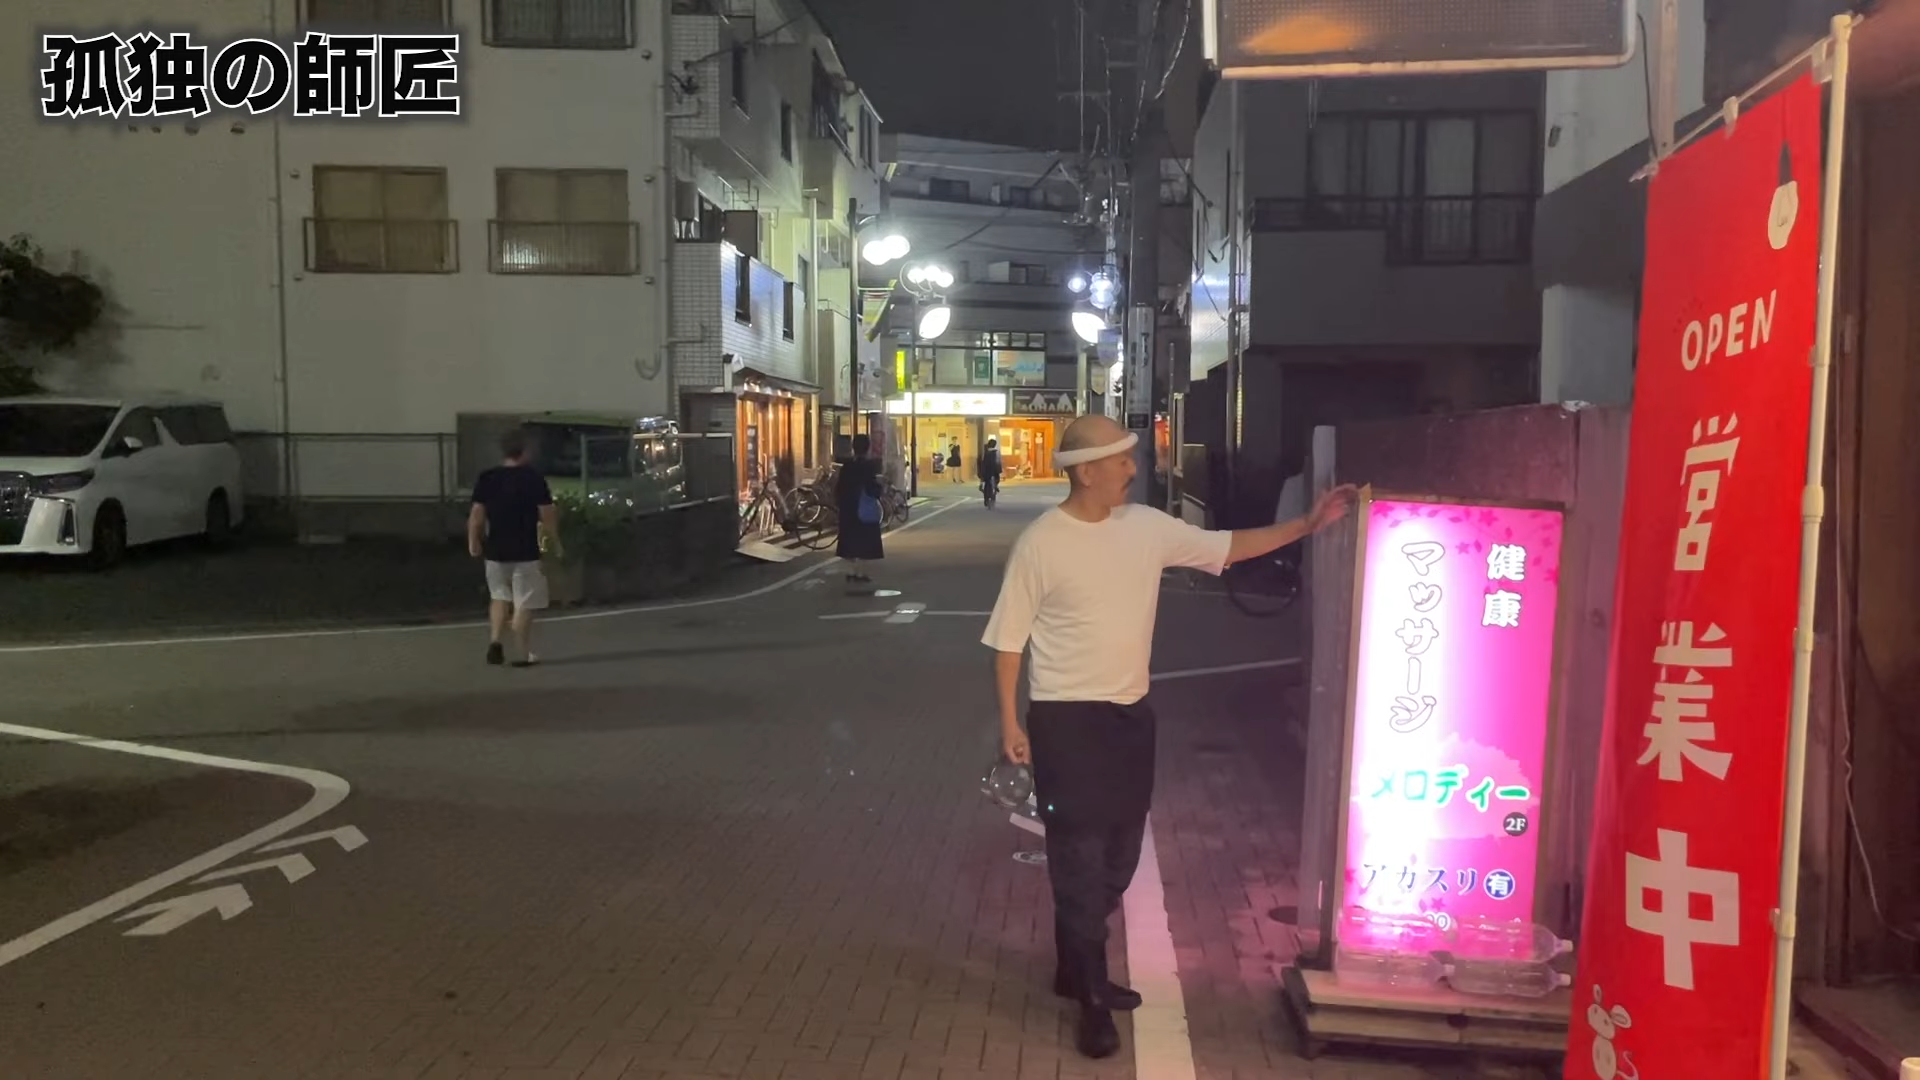 孤独の師匠
OHANA
健康
マッサージ
メロディー
2F
アカスリ有
OPEN
営業中